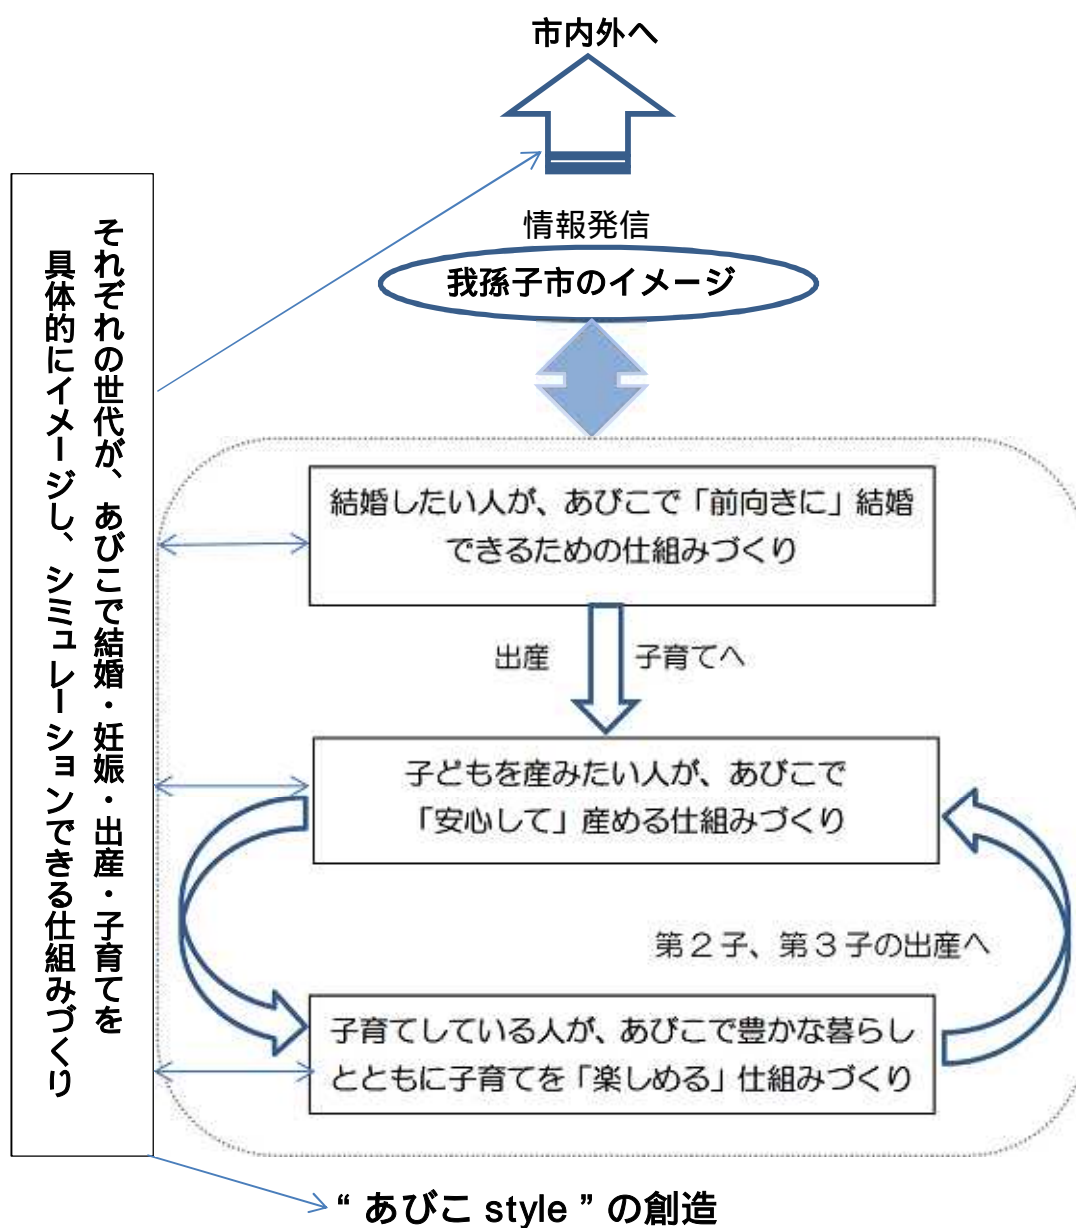 市内外へ
情報発信
我孫子市のイメージ
それぞれの世代が、あびこで結婚・妊娠・出産・子育てを
具体的にイメージし、シミュレーションできる仕組みづくり
結婚したい人が、あびこで「前向きに」結婚
できるための仕組みづくり
出産 子育てへ
子どもを産みたい人が、あびこで
「安心して」産める仕組みづくり
第２子、第３子の出産へ
子育てしている人が、あびこで豊かな暮らし
とともに子育てを「楽しめる」仕組みづくり
“ あびこ style ” の創造